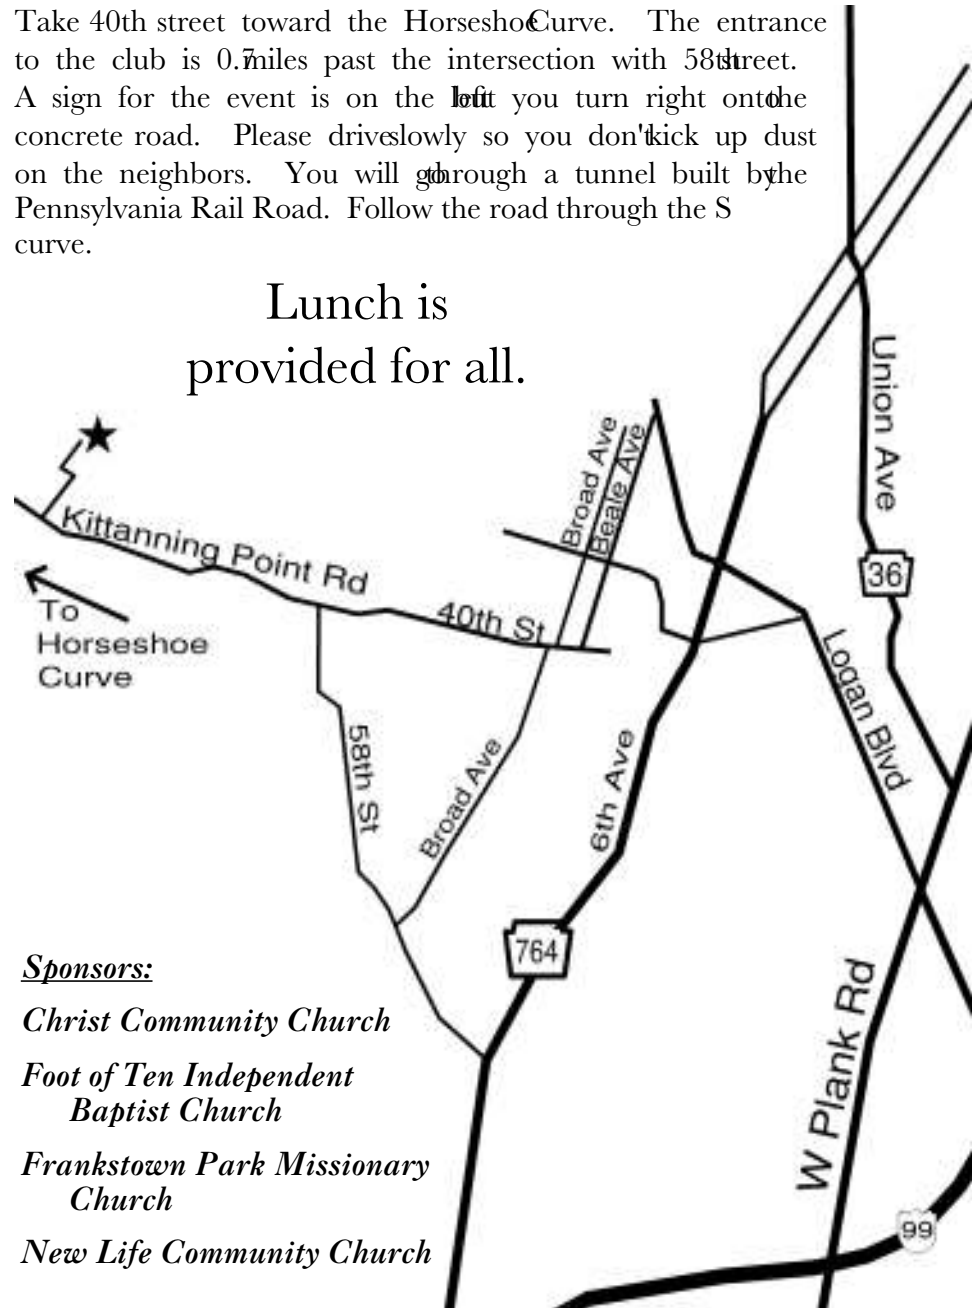 Take 40th street toward the Horseshoe Curve. The entrance
to the club is 0.7 miles past the intersection with 58th street.
A sign for the event is on the left but you turn right onto the
concrete road. Please drive slowly so you don't kick up dust
on the neighbors. You will go through a tunnel built by the
Pennsylvania Rail Road. Follow the road through the S
curve.
Lunch is
provided for all.
Union Ave
Broad Ave
Beale Ave
Kittanning Point Rd
36
To
Horseshoe
Curve
40th St
Logan Blvd
58th St
Broad Ave
6th Ave
764
W Plank Rd
99
Sponsors:
Christ Community Church
Foot of Ten Independent
Baptist Church
Frankstown Park Missionary
Church
New Life Community Church